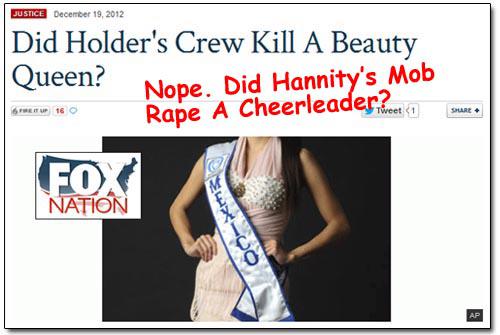 JUSTICE December 19, 2012
Did Holder's Crew Kill A Beauty
Queen?
Nope. Did Hannity's Mob
Rape A Cheerleader?
FIRE IT UP 16
Tweet 1
SHARE +
FOX
NATION
MEXICO
AP